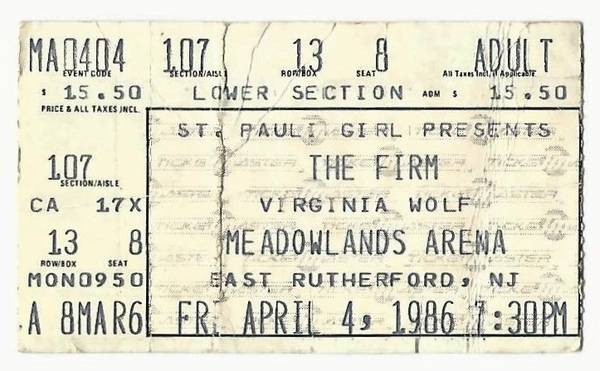 MA0404 107 13 8 ADULT
EVENT CODE SECTION/AISLE ROW/BOX SEAT All Taxes Incl. If Applicable
$ 15.50 LOWER SECTION ADM $ 15.50
PRICE & ALL TAXES INCL.
ST. PAULI GIRL PRESENTS
107 THE FIRM
SECTION/AISLE
CA 17X VIRGINIA WOLF
13 8 MEADOWLANDS ARENA
ROW/BOX SEAT
MON0950 EAST RUTHERFORD, NJ
A 8MAR6 FR. APRIL 4, 1986 7:30PM